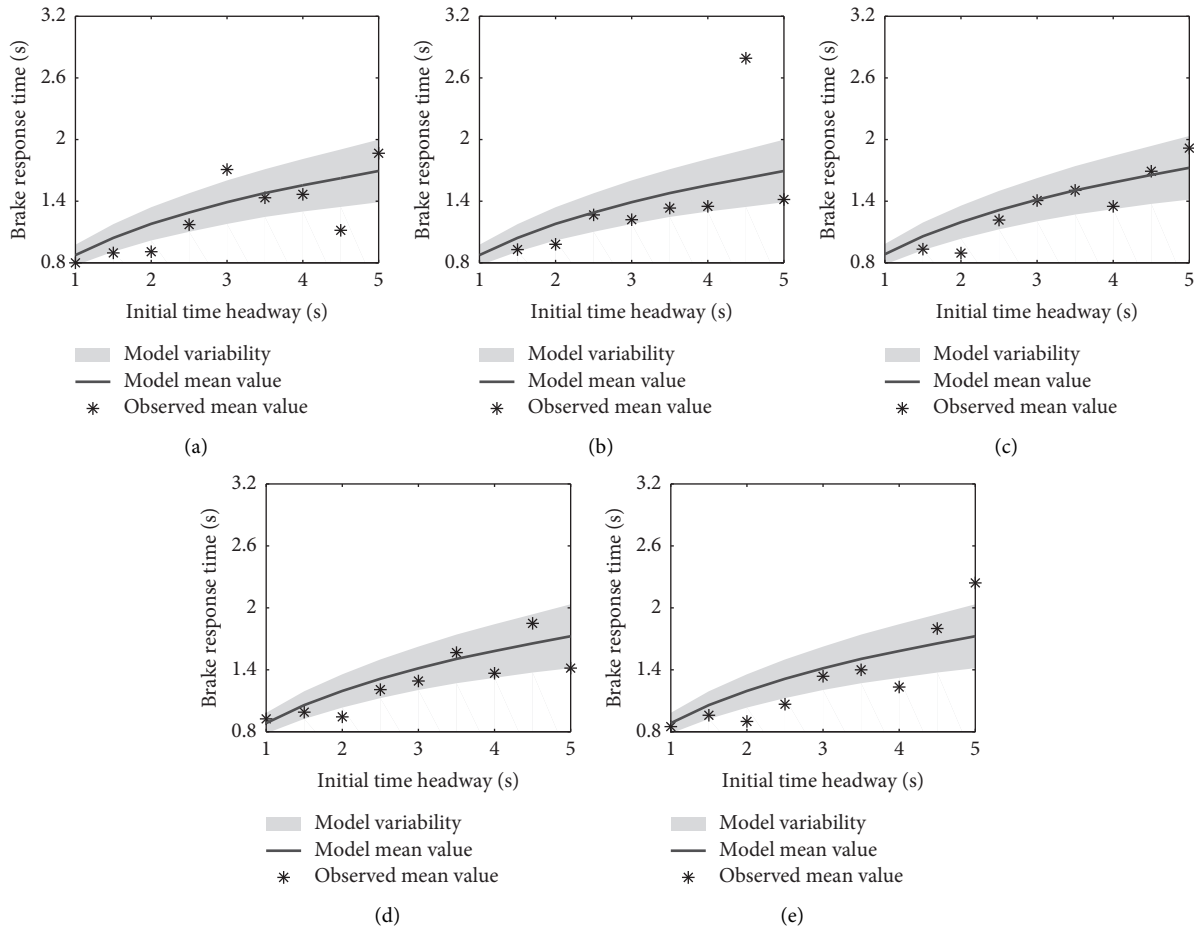 3.2
2.6
2
1.4
0.8
Brake response time (s)
1 2 3 4 5
Initial time headway (s)
Model variability
Model mean value
Observed mean value
(a)
3.2
2.6
2
1.4
0.8
Brake response time (s)
1 2 3 4 5
Initial time headway (s)
Model variability
Model mean value
Observed mean value
(b)
3.2
2.6
2
1.4
0.8
Brake response time (s)
1 2 3 4 5
Initial time headway (s)
Model variability
Model mean value
Observed mean value
(c)
3.2
2.6
2
1.4
0.8
Brake response time (s)
1 2 3 4 5
Initial time headway (s)
Model variability
Model mean value
Observed mean value
(d)
3.2
2.6
2
1.4
0.8
Brake response time (s)
1 2 3 4 5
Initial time headway (s)
Model variability
Model mean value
Observed mean value
(e)